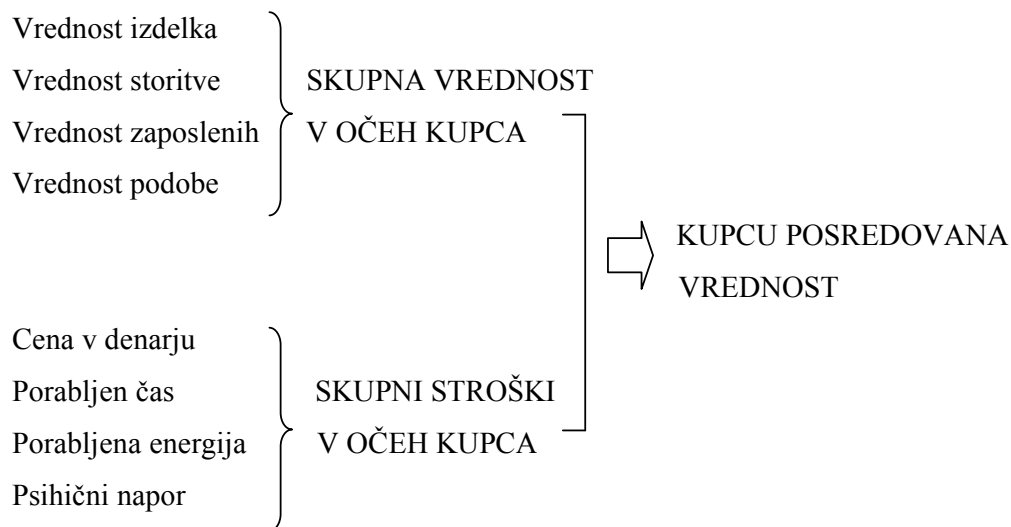 Vrednost izdelka
Vrednost storitve
Vrednost zaposlenih
Vrednost podobe
SKUPNA VREDNOST
V OČEH KUPCA
KUPCU POSREDOVANA
VREDNOST
Cena v denarju
Porabljen čas
Porabljena energija
Psihični napor
SKUPNI STROŠKI
V OČEH KUPCA